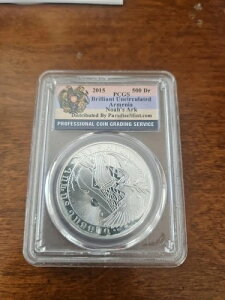 2015 500 Dr
PCGS
Brilliant Uncirculated
Armenia
Noah's Ark
Distributed By ParadiseMint.com
PROFESSIONAL COIN GRADING SERVICE